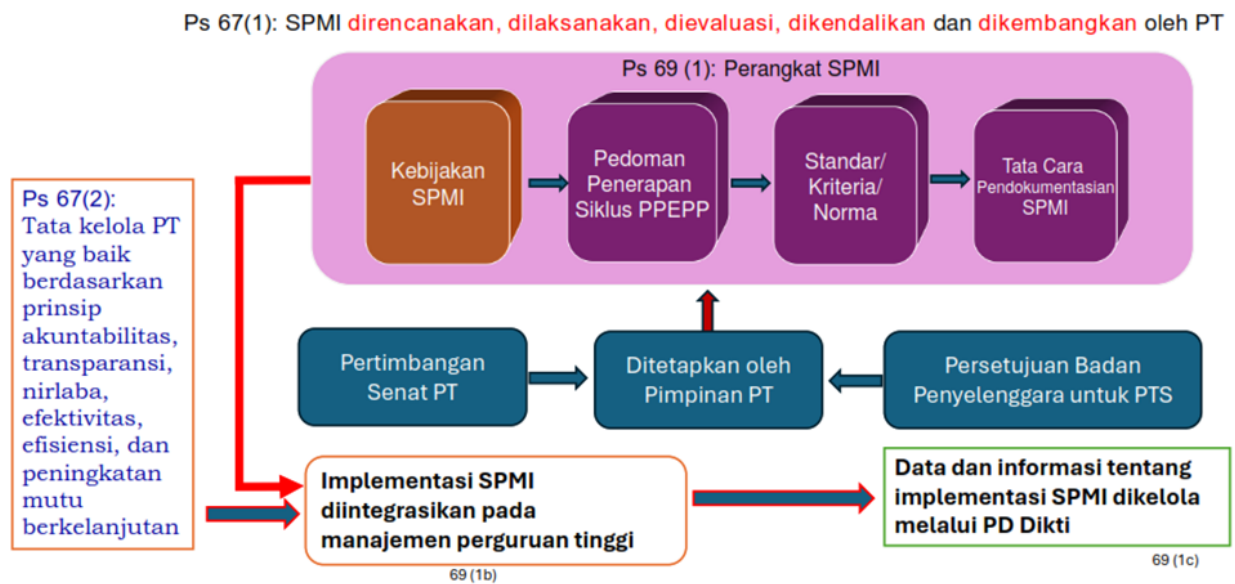 Ps 67(1): SPMI direncanakan, dilaksanakan, dievaluasi, dikendalikan dan dikembangkan oleh PT
Ps 69 (1): Perangkat SPMI
Kebijakan
SPMI
Pedoman
Penerapan
Siklus PPEPP
Standar/
Kriteria/
Norma
Tata Cara
Pendokumentasian
SPMI
Ps 67(2):
Tata kelola PT
yang baik
berdasarkan
prinsip
akuntabilitas,
transparansi,
nirlaba,
efektivitas,
efisiensi, dan
peningkatan
mutu
berkelanjutan
Pertimbangan
Senat PT
Ditetapkan oleh
Pimpinan PT
Persetujuan Badan
Penyelenggara untuk PTS
Implementasi SPMI
diintegrasikan pada
manajemen perguruan tinggi
69 (1b)
Data dan informasi tentang
implementasi SPMI dikelola
melalui PD Dikti
69 (1c)